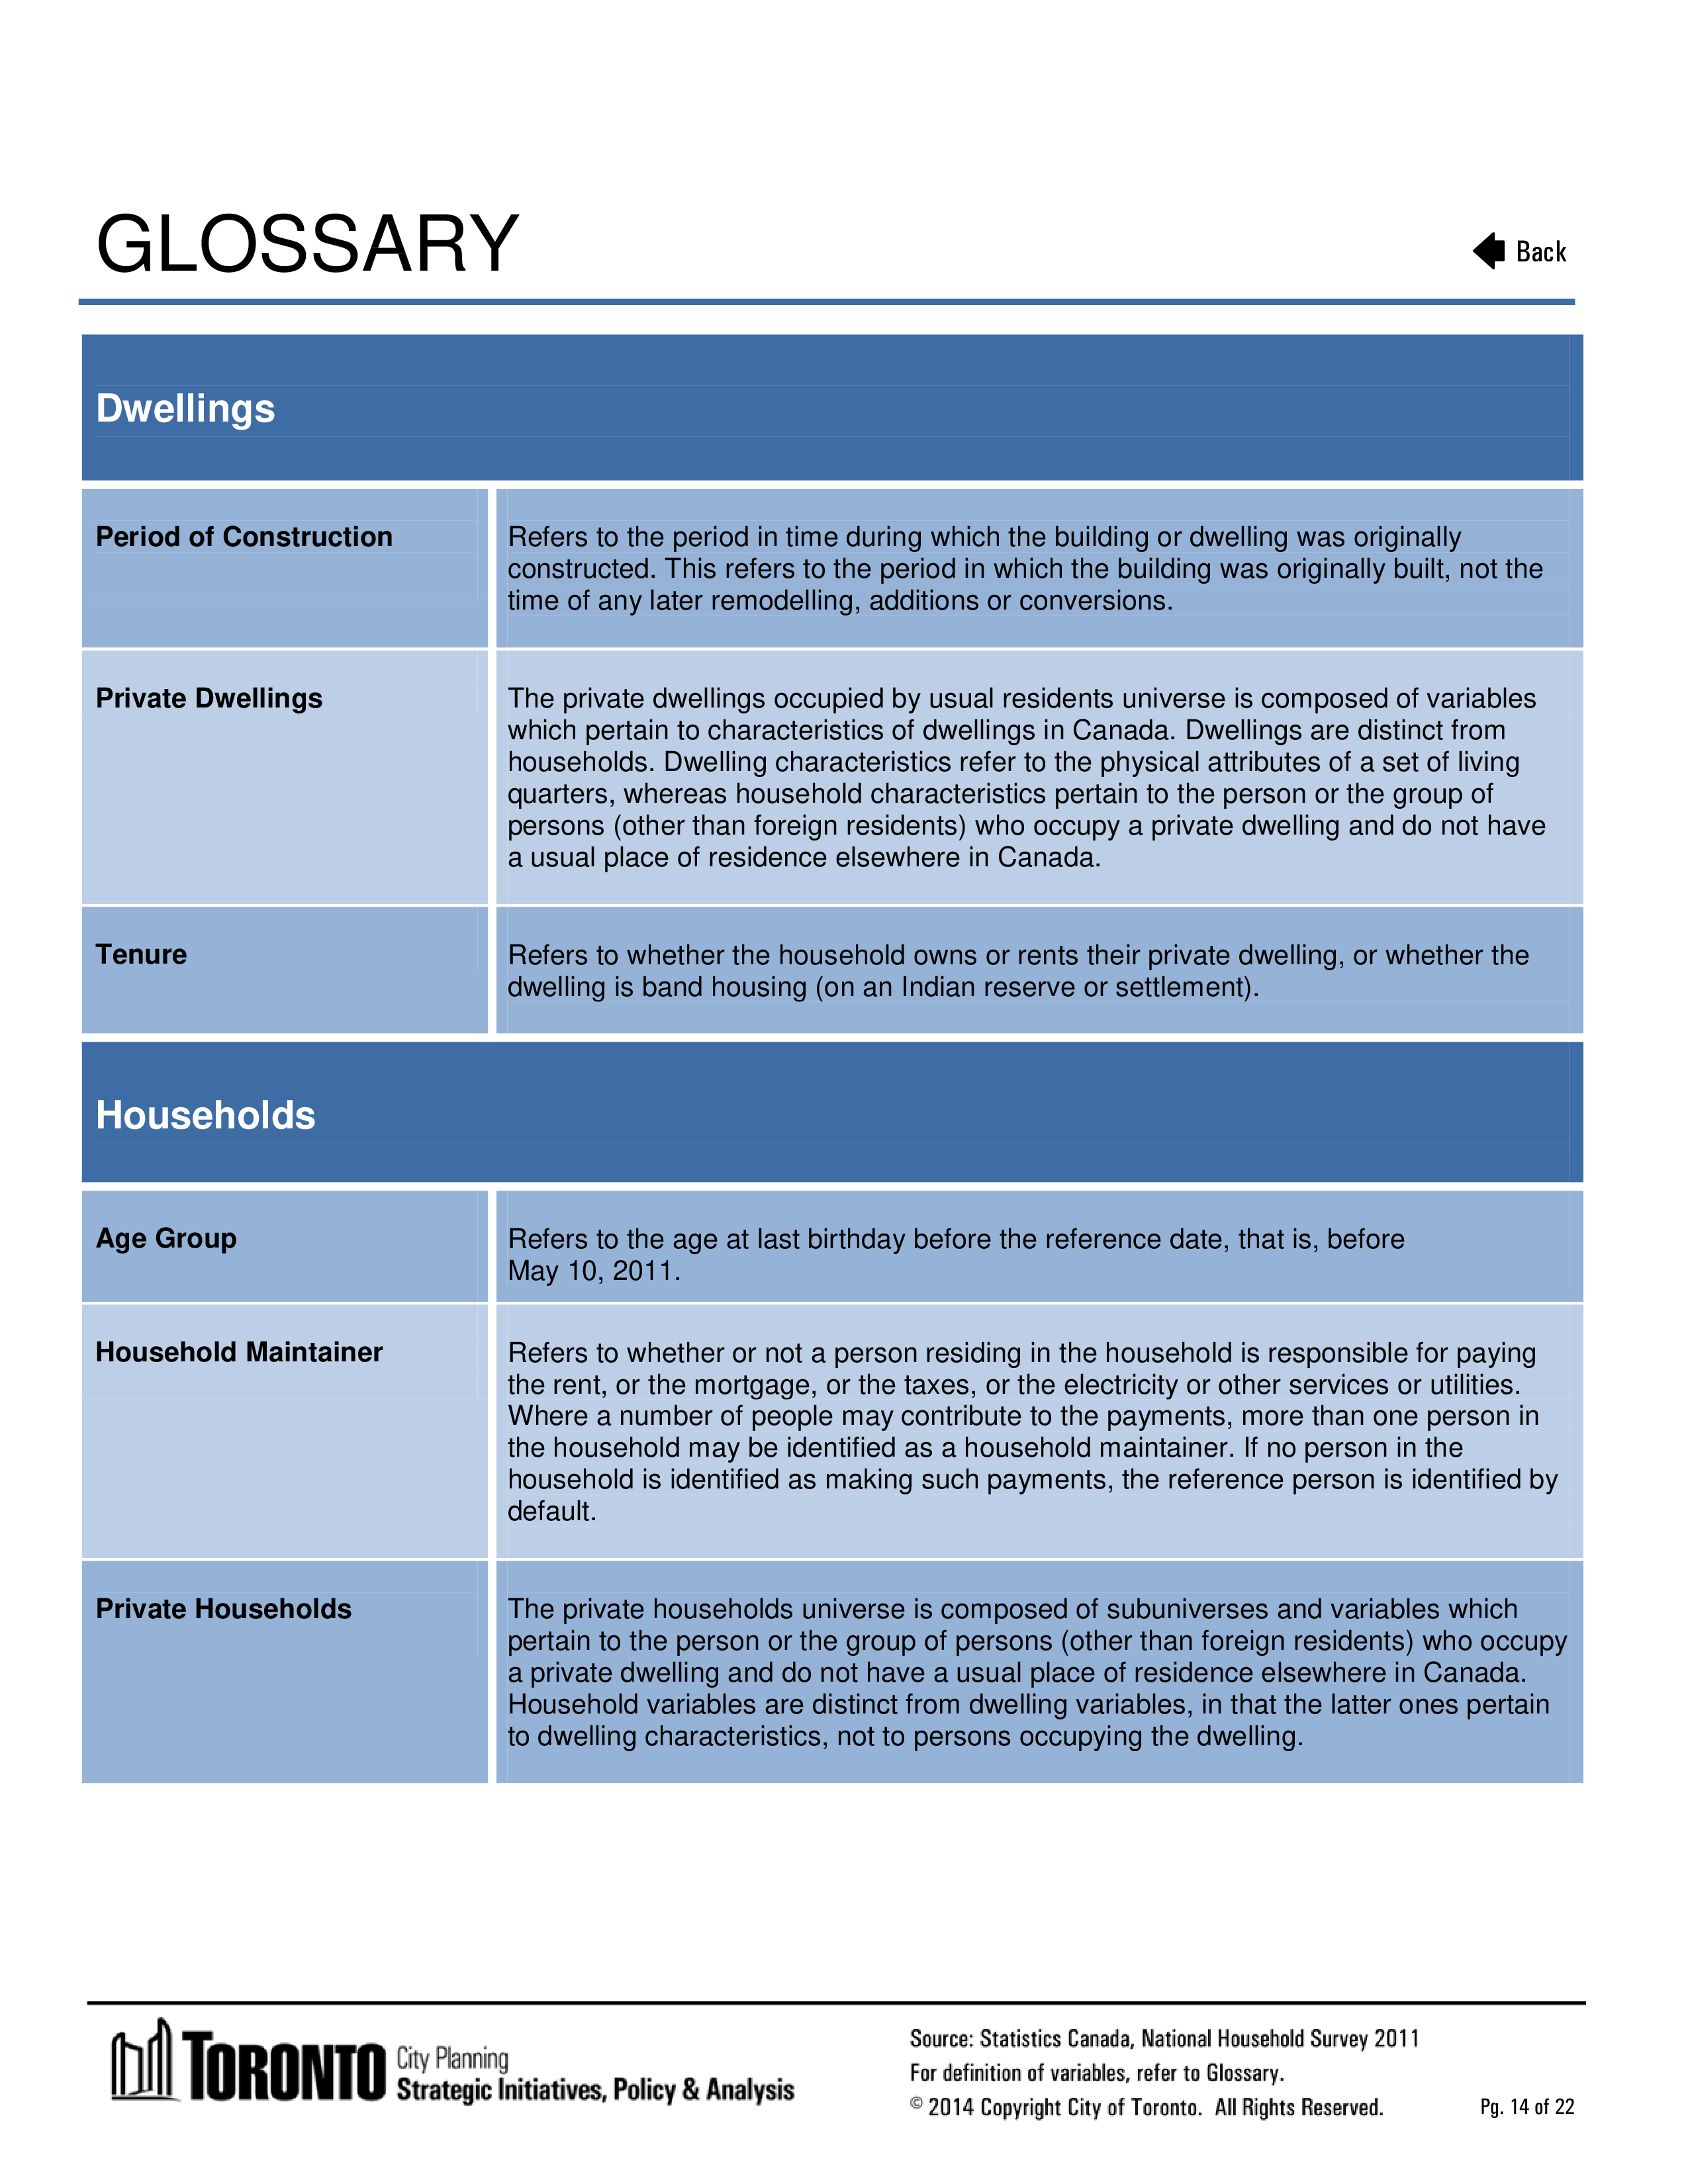 GLOSSARY
Back
Dwellings
Period of Construction
Refers to the period in time during which the building or dwelling was originally
constructed. This refers to the period in which the building was originally built, not the
time of any later remodelling, additions or conversions.
Private Dwellings
The private dwellings occupied by usual residents universe is composed of variables
which pertain to characteristics of dwellings in Canada. Dwellings are distinct from
households. Dwelling characteristics refer to the physical attributes of a set of living
quarters, whereas household characteristics pertain to the person or the group of
persons (other than foreign residents) who occupy a private dwelling and do not have
a usual place of residence elsewhere in Canada.
Tenure
Refers to whether the household owns or rents their private dwelling, or whether the
dwelling is band housing (on an Indian reserve or settlement).
Households
Age Group
Refers to the age at last birthday before the reference date, that is, before
May 10, 2011.
Household Maintainer
Refers to whether or not a person residing in the household is responsible for paying
the rent, or the mortgage, or the taxes, or the electricity or other services or utilities.
Where a number of people may contribute to the payments, more than one person in
the household may be identified as a household maintainer. If no person in the
household is identified as making such payments, the reference person is identified by
default.
Private Households
The private households universe is composed of subuniverses and variables which
pertain to the person or the group of persons (other than foreign residents) who occupy
a private dwelling and do not have a usual place of residence elsewhere in Canada.
Household variables are distinct from dwelling variables, in that the latter ones pertain
to dwelling characteristics, not to persons occupying the dwelling.
TORONTO
City Planning
Strategic Initiatives, Policy & Analysis
Source: Statistics Canada, National Household Survey 2011
For definition of variables, refer to Glossary.
© 2014 Copyright City of Toronto. All Rights Reserved.
Pg. 14 of 22